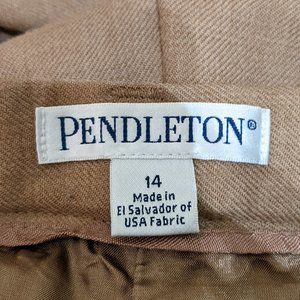 PENDLETON®
14
Made in
El Salvador of
USA Fabric